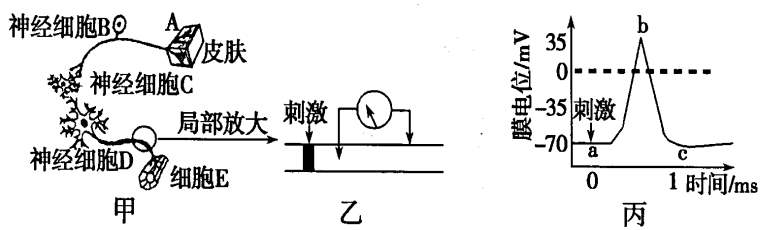 神经细胞B
A
皮肤
神经细胞C
神经细胞D
细胞E
局部放大
甲
刺激
乙
膜电位/mV
35
0
-35
-70
刺激
a
b
c
0
1
时间/ms
丙